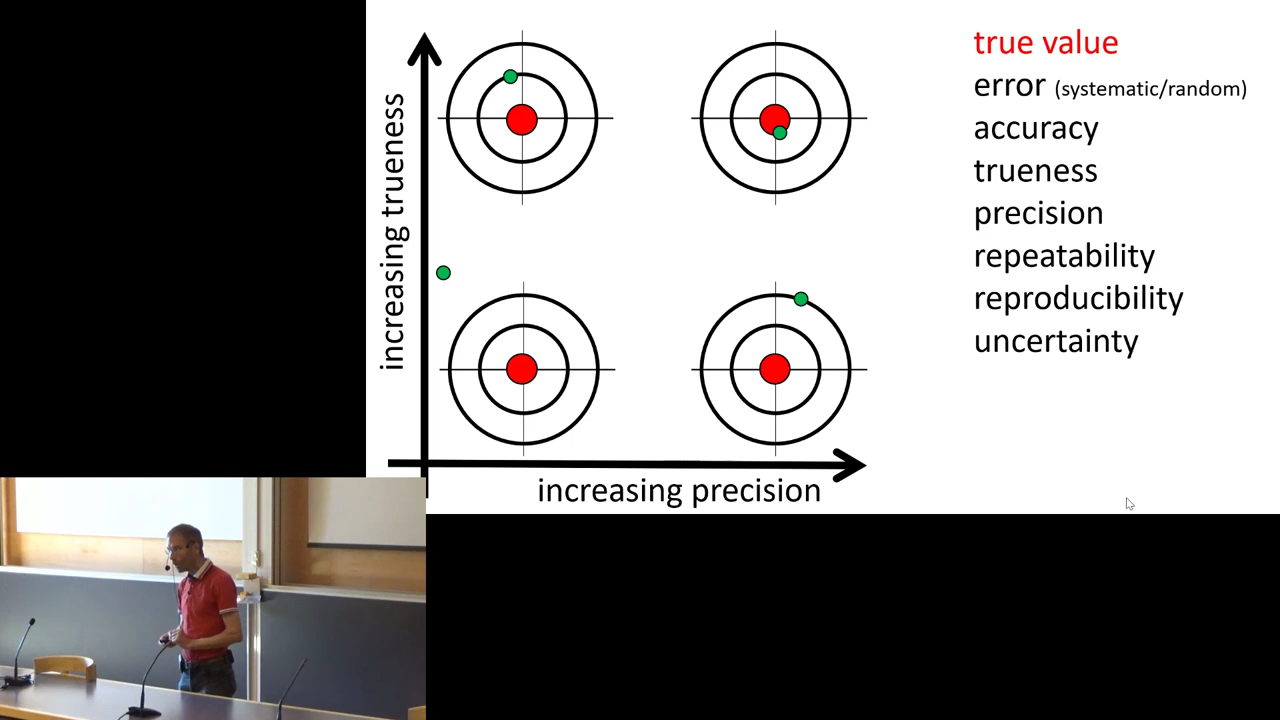 increasing trueness
increasing precision
true value
error (systematic/random)
accuracy
trueness
precision
repeatability
reproducibility
uncertainty